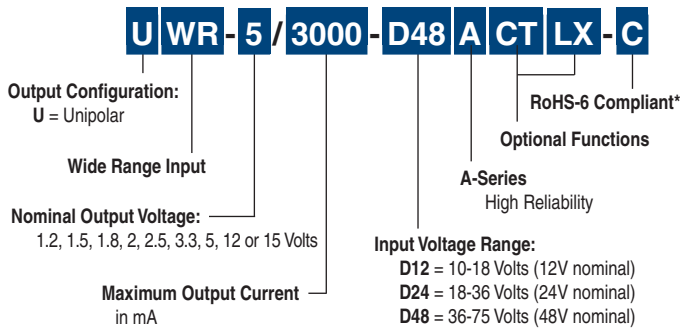 U WR - 5 / 3000 - D48 A CT LX - C
Output Configuration:
U = Unipolar
RoHS-6 Compliant*
Optional Functions
Wide Range Input
A-Series
High Reliability
Nominal Output Voltage:
1.2, 1.5, 1.8, 2, 2.5, 3.3, 5, 12 or 15 Volts
Input Voltage Range:
D12 = 10-18 Volts (12V nominal)
D24 = 18-36 Volts (24V nominal)
D48 = 36-75 Volts (48V nominal)
Maximum Output Current
in mA